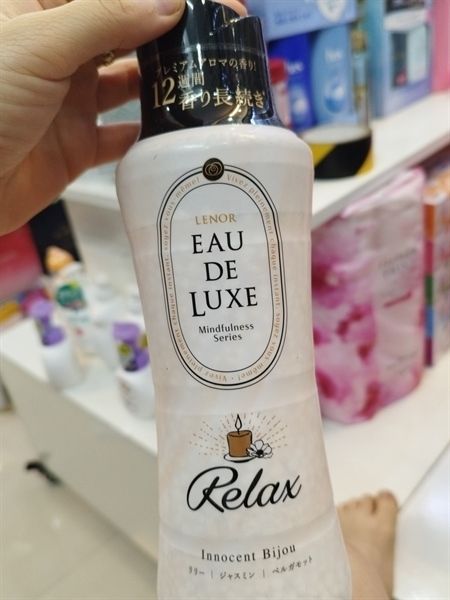 プレミアムアロマの香り!
12週間
香り長続き
LENOR
EAU
DE
LUXE
Mindfulness
Series
Relax
Innocent Bijou
リリー | ジャスミン | ベルガモット